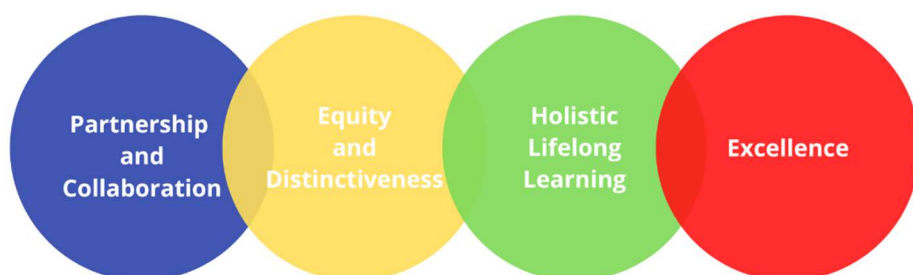 Partnership
and
Collaboration
Equity
and
Distinctiveness
Holistic
Lifelong
Learning
Excellence